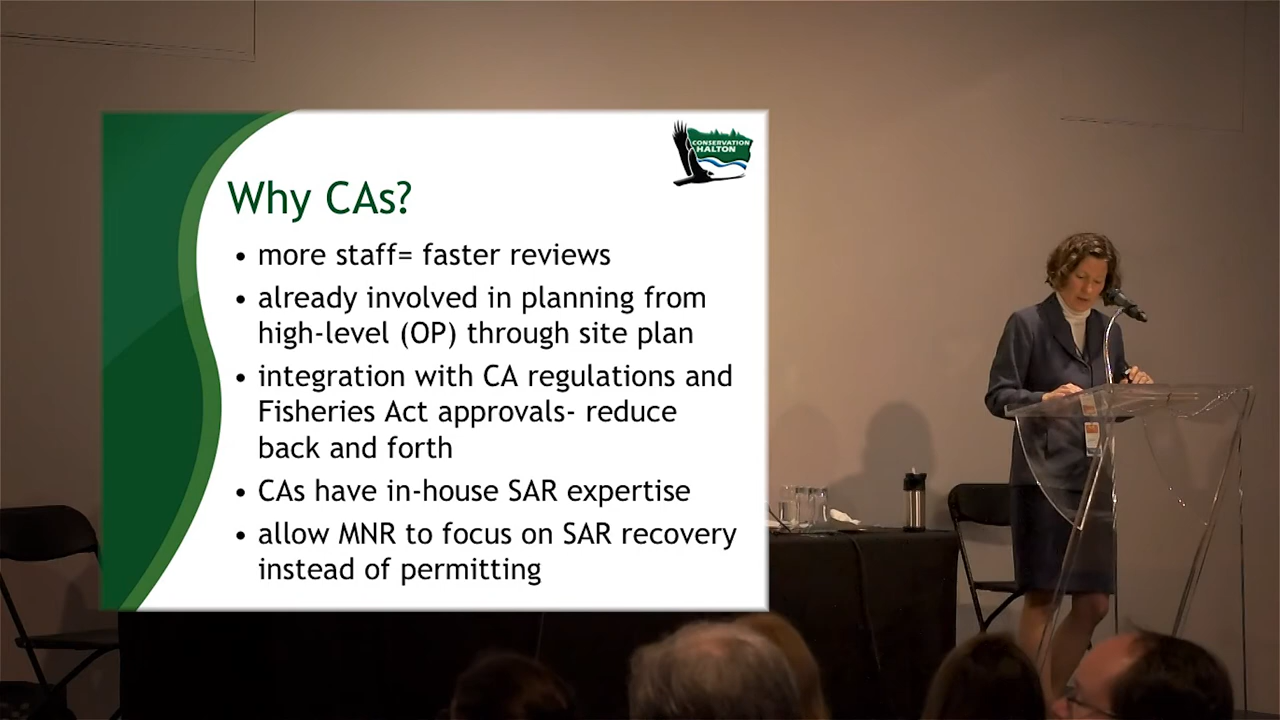 CONSERVATION
HALTON
Why CAs?
• more staff= faster reviews
• already involved in planning from
high-level (OP) through site plan
• integration with CA regulations and
Fisheries Act approvals- reduce
back and forth
• CAs have in-house SAR expertise
• allow MNR to focus on SAR recovery
instead of permitting